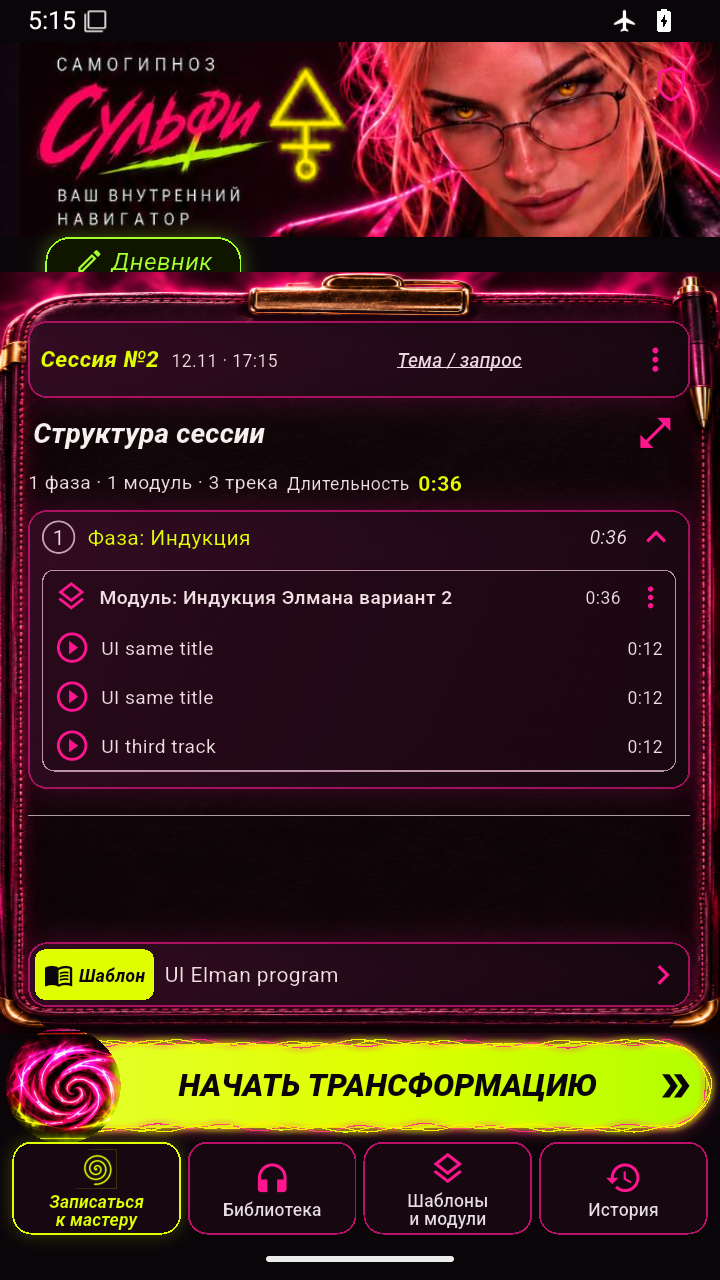 5:15
САМОГИПНОЗ
Сульфи
ВАШ ВНУТРЕННИЙ
НАВИГАТОР
Дневник
Сессия №2 12.11 · 17:15 Тема / запрос
Структура сессии
1 фаза · 1 модуль · 3 трека Длительность 0:36
1 Фаза: Индукция 0:36
Модуль: Индукция Элмана вариант 2 0:36
UI same title 0:12
UI same title 0:12
UI third track 0:12
Шаблон UI Elman program
НАЧАТЬ ТРАНСФОРМАЦИЮ
Записаться
к мастеру
Библиотека
Шаблоны
и модули
История